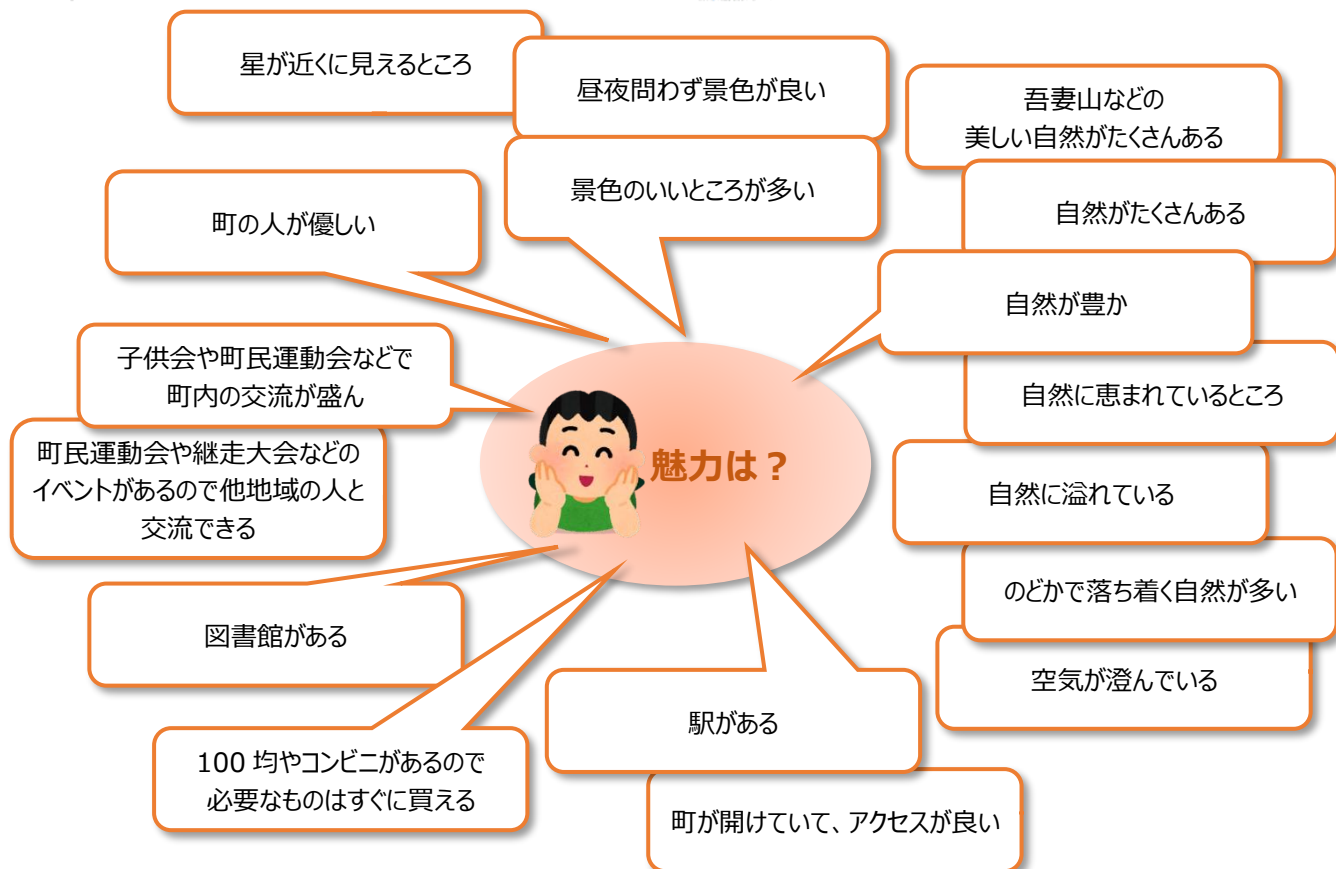 星が近くに見えるところ
昼夜問わず景色が良い
吾妻山などの
美しい自然がたくさんある
景色のいいところが多い
自然がたくさんある
町の人が優しい
自然が豊か
子供会や町民運動会などで
町内の交流が盛ん
自然に恵まれているところ
魅力は？
町民運動会や継走大会などの
イベントがあるので他地域の人と
交流できる
自然に溢れている
のどかで落ち着く自然が多い
図書館がある
空気が澄んでいる
駅がある
100 均やコンビニがあるので
必要なものはすぐに買える
町が開けていて、アクセスが良い